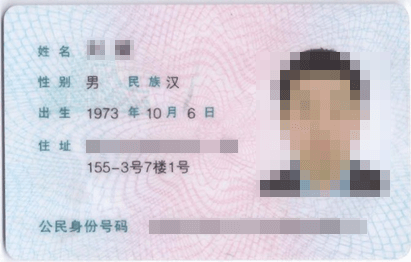 姓 名
性 别 男 民 族 汉
出 生 1973 年 10 月 6 日
住 址
155-3号7楼1号
公民身份号码